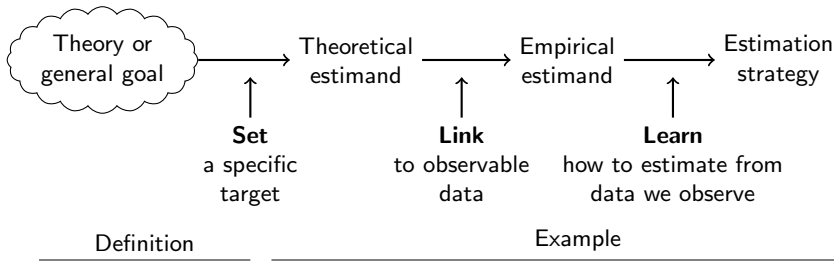 Theory or
general goal
Theoretical
estimand
Empirical
estimand
Estimation
strategy
Set
a specific
target
Link
to observable
data
Learn
how to estimate from
data we observe
Definition
Example